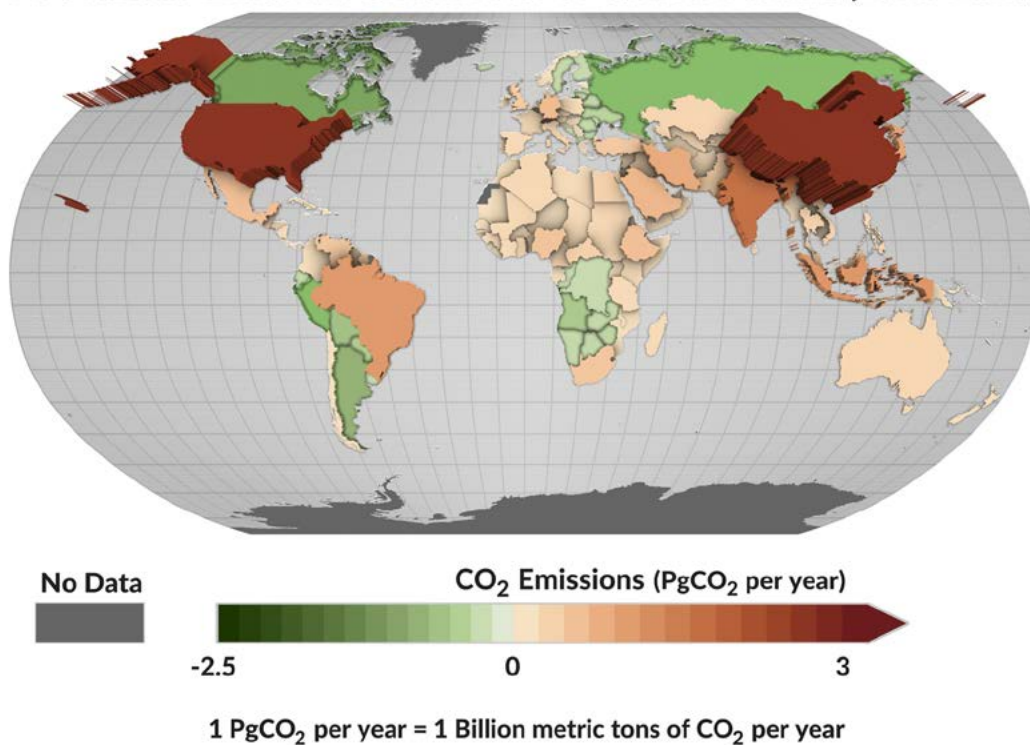 No Data
CO₂ Emissions (PgCO₂ per year)
-2.5 0 3
1 PgCO₂ per year = 1 Billion metric tons of CO₂ per year